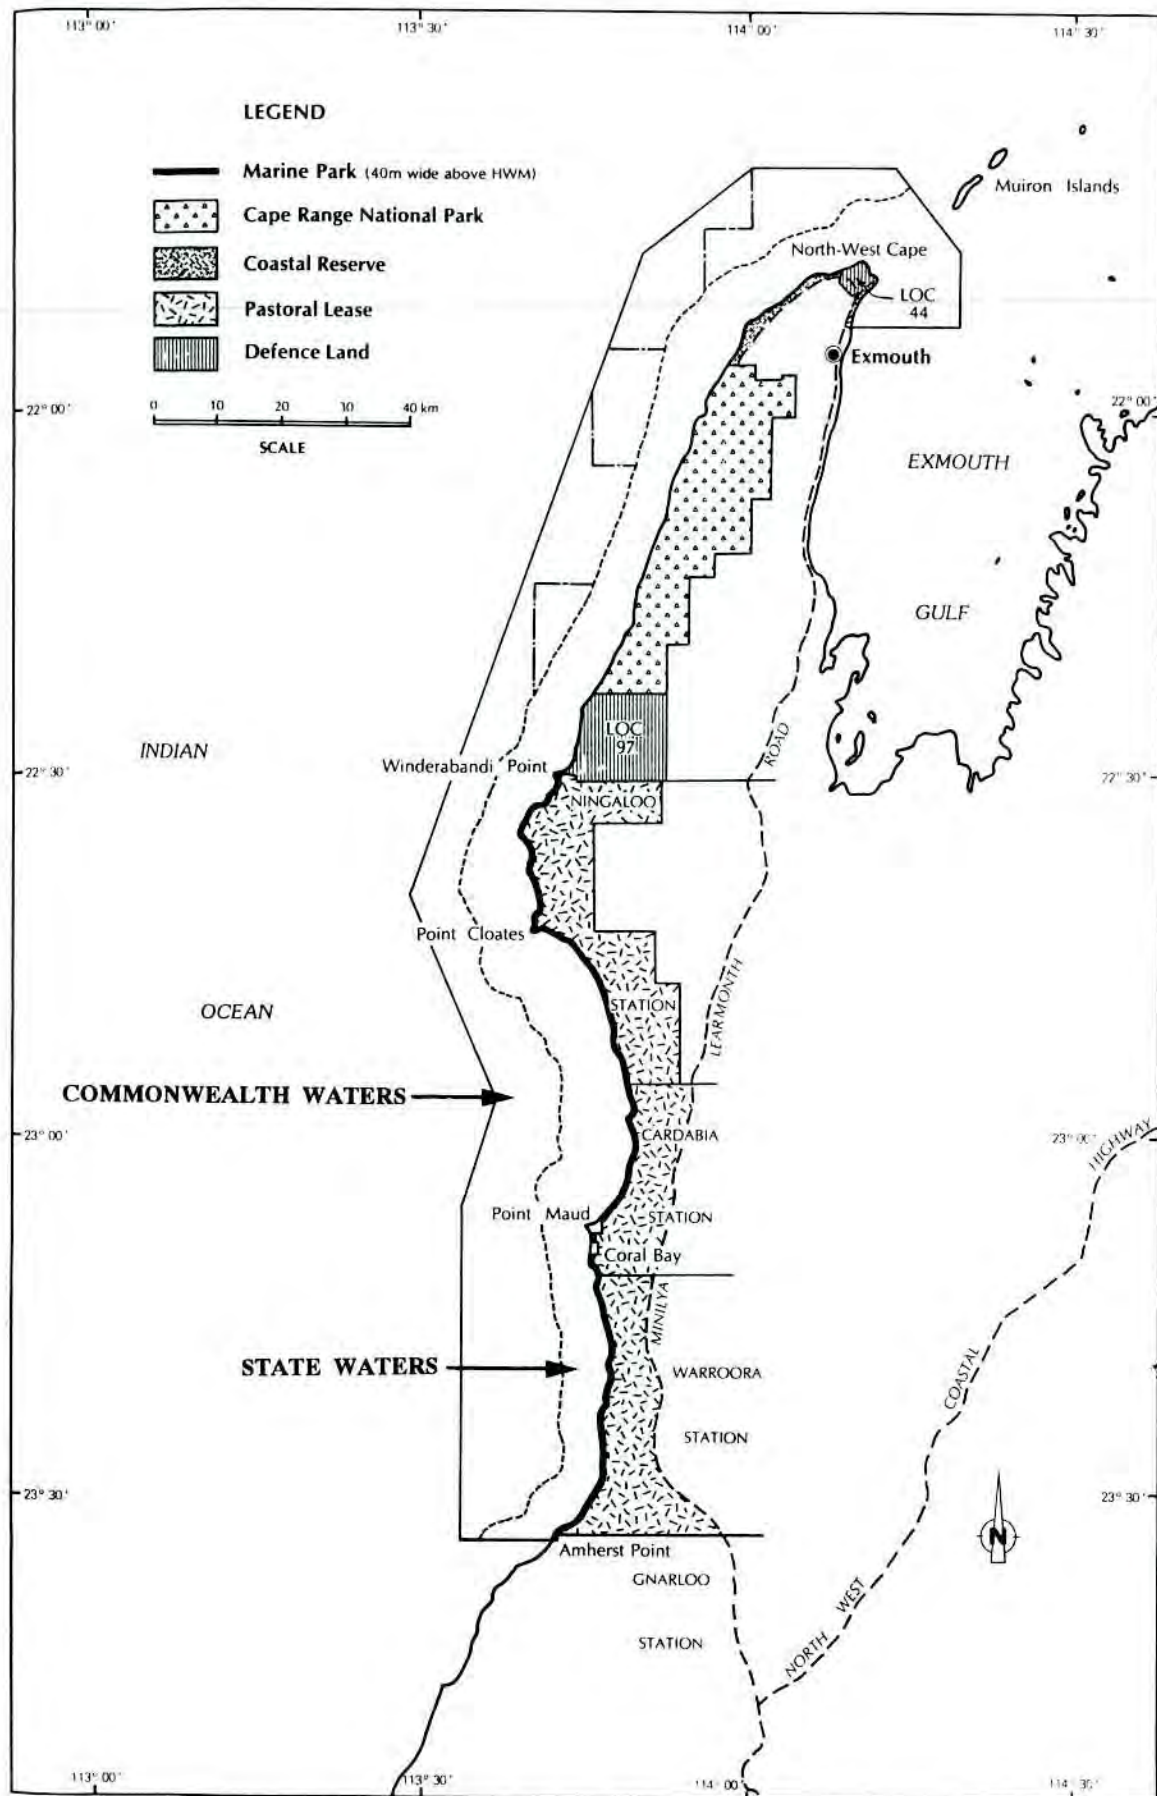 113° 00'
113° 30'
114° 00'
114° 30'
LEGEND
Marine Park (40m wide above HWM)
Cape Range National Park
Coastal Reserve
Pastoral Lease
Defence Land
0 10 20 30 40 km
SCALE
Muiron Islands
North-West Cape
LOC
44
Exmouth
22° 00'
22° 00'
EXMOUTH
GULF
INDIAN
LOC
97
ROAD
Winderabandi Point
22° 30'
22° 30'
NINGALOO
Point Cloates
STATION
LEARMONTH
OCEAN
COMMONWEALTH WATERS
CARDABIA
23° 00'
23° 00'
HIGHWAY
Point Maud
STATION
Coral Bay
MINILYA
STATE WATERS
WARROORA
COASTAL
STATION
23° 30'
23° 30'
N
Amherst Point
GNARLOO
WEST
STATION
NORTH
113° 00'
113° 30'
114° 00'
114° 30'